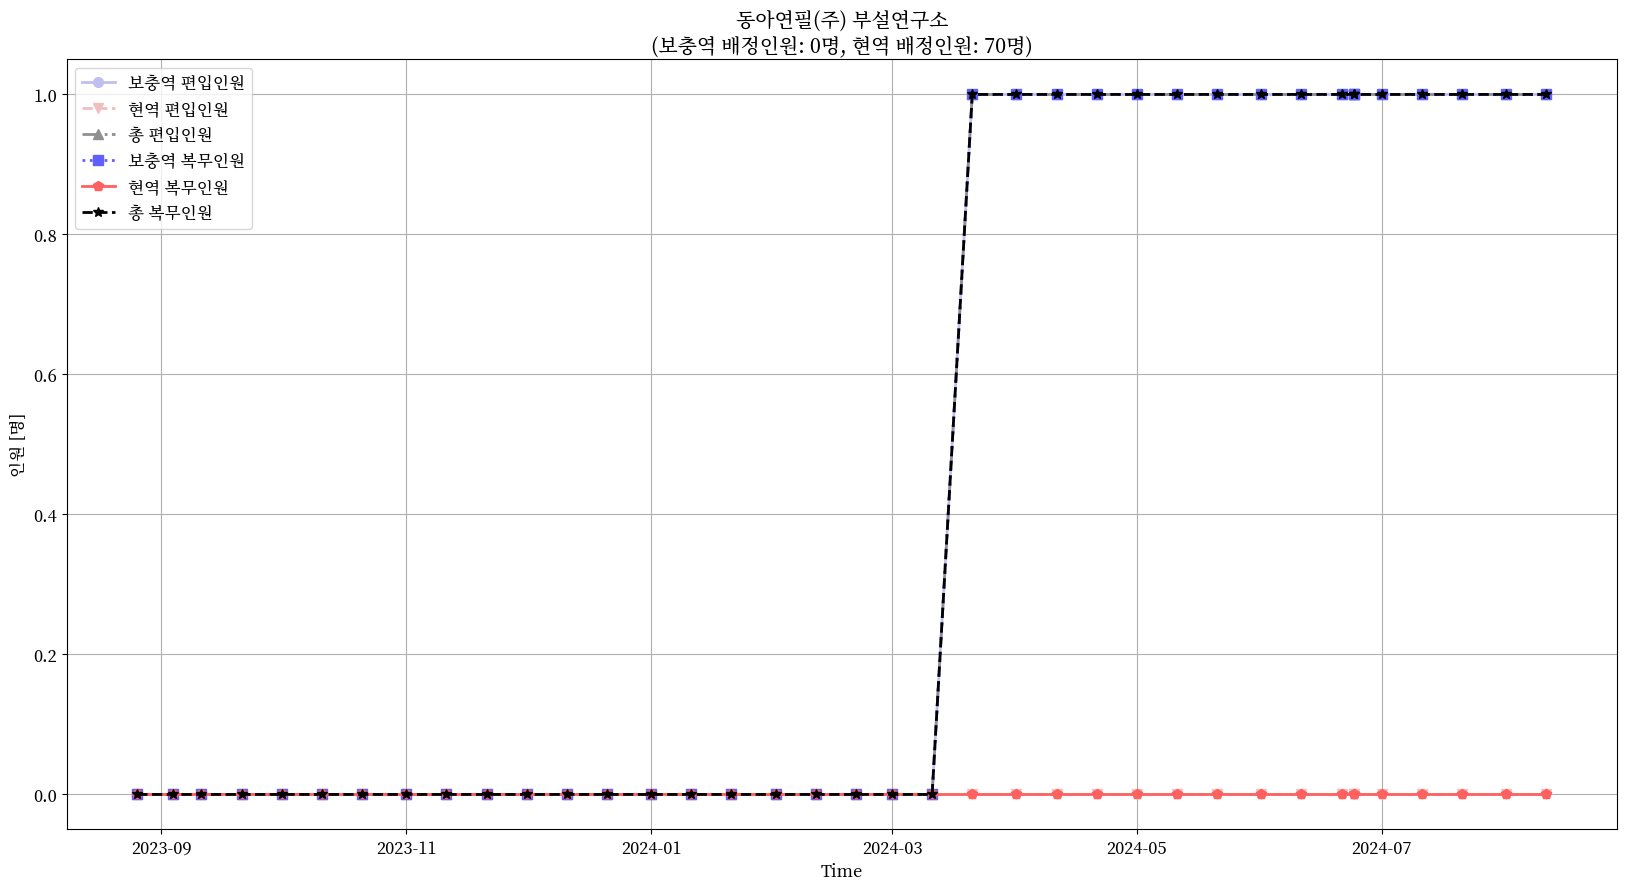 동아연필(주) 부설연구소
(보충역 배정인원: 0명, 현역 배정인원: 70명)
보충역 편입인원
현역 편입인원
총 편입인원
보충역 복무인원
현역 복무인원
총 복무인원
1.0
0.8
0.6
0.4
0.2
0.0
인원 [명]
2023-09
2023-11
2024-01
2024-03
2024-05
2024-07
Time